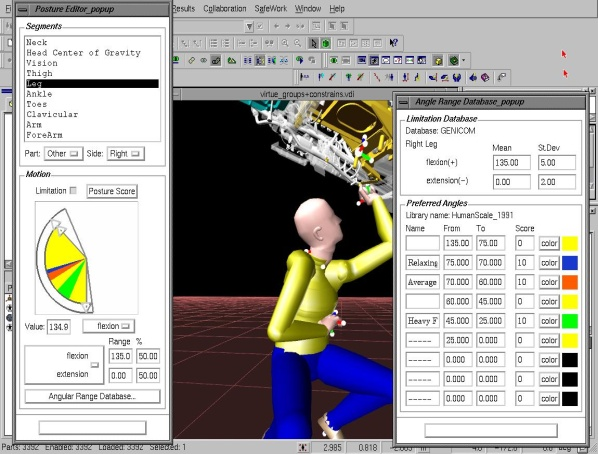 Posture Editor_popup
Results Collaboration SafeWork Window Help
Segments
Neck
Head Center of Gravity
Vision
Thigh
Leg
Ankle
Toes
Clavicular
Arm
ForeArm
Part: Other Side: Right
Motion
Limitation Posture Score
Value: 134.9 flexion
Range %
flexion 135.0 50.00
extension 0.00 50.00
Angular Range Database...
virtue_groups+constrains.vdi
Angle Range Database_popup
Limitation Database
Database: GENICOM
Right Leg Mean St.Dev
flexion(+) 135.00 5.00
extension(-) 0.00 2.00
Preferred Angles
Library name: HumanScale_1991
Name From To Score
135.00 75.00 0 color
Relaxing 75.000 70.000 10 color
Average 70.000 60.000 10 color
60.000 45.000 0 color
Heavy F 45.000 25.000 10 color
----- 25.000 0.000 0 color
----- 0.000 0.000 0 color
----- 0.000 0.000 0 color
----- 0.000 0.000 0 color
Parts: 3392 Enabled: 3392 Loaded: 3392 Selected: 1
2.985 0.818